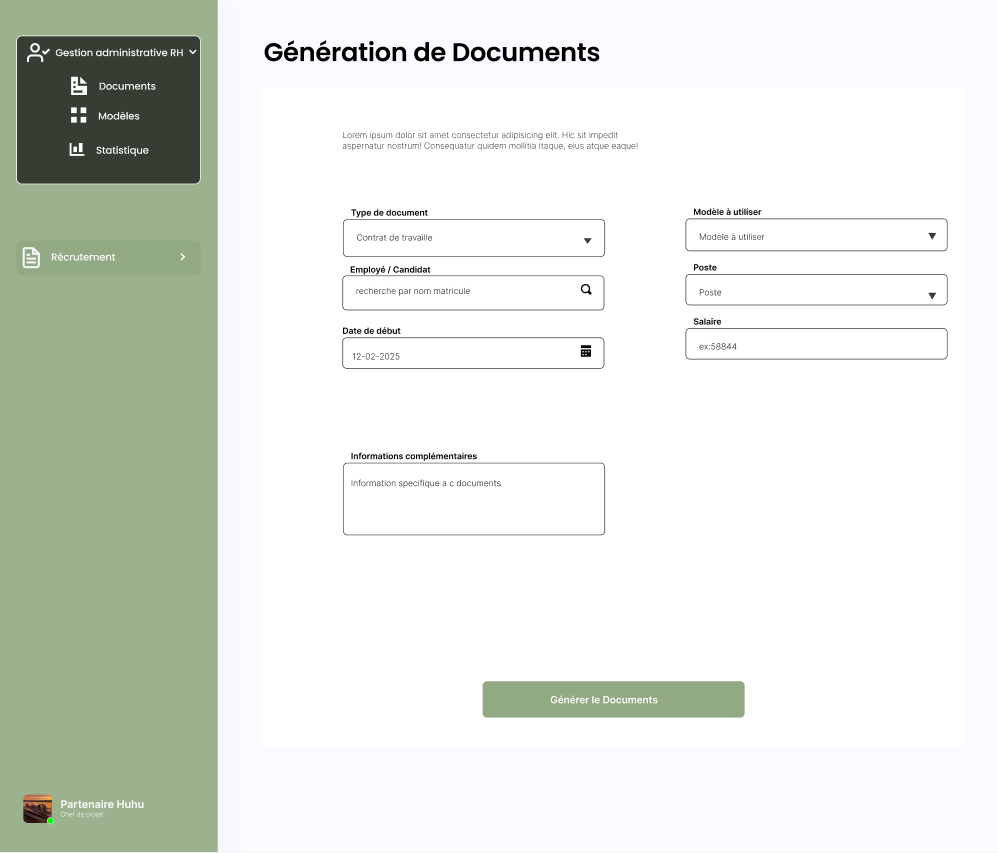 Gestion administrative RH
Documents
Modèles
Statistique
Récrutement
Partenaire Huhu
Chef de projet
Génération de Documents
Lorem ipsum dolor sit amet consectetur adipisicing elit. Hic sit impedit
aspernatur nostrum! Consequatur quidem mollitia itaque, eius atque eaque!
Type de document
Contrat de travaille
Employé / Candidat
recherche par nom matricule
Date de début
12-02-2025
Modèle à utiliser
Modèle à utiliser
Poste
Poste
Salaire
ex:58844
Informations complémentaires
Information specifique a c documents
Générer le Documents